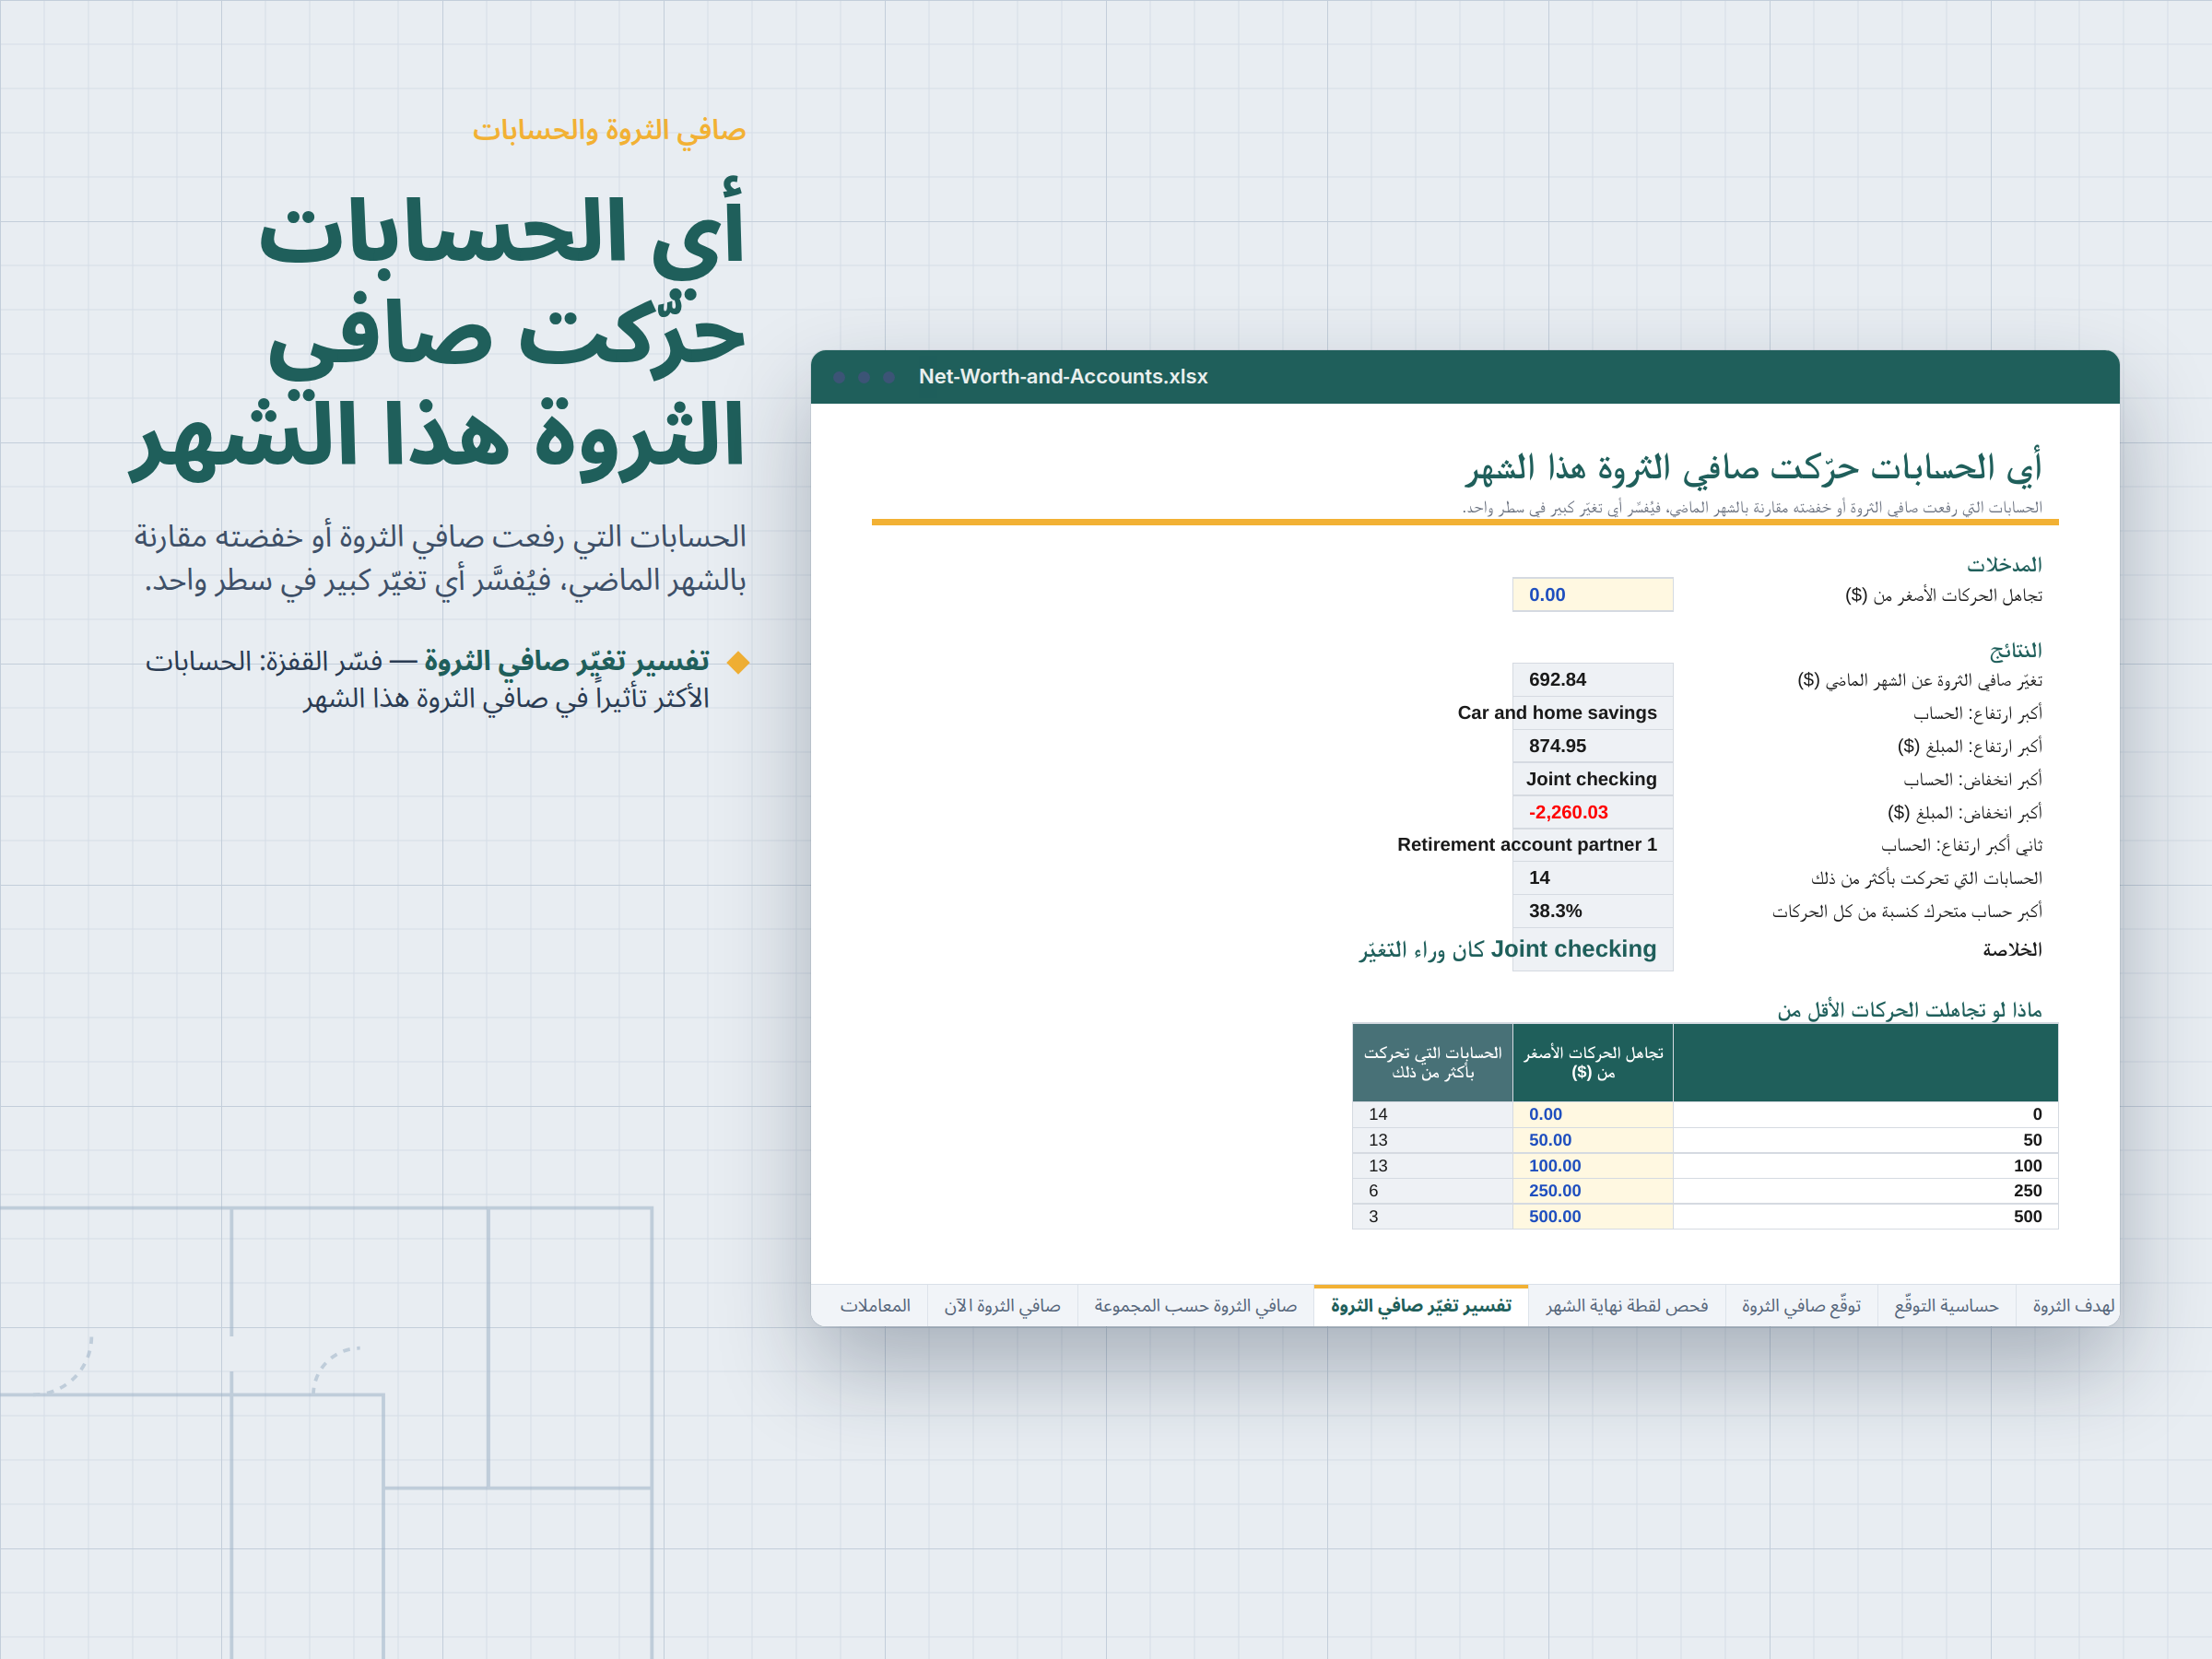 صافي الثروة والحسابات
أي الحسابات
حرّكت صافي
الثروة هذا الشهر
الحسابات التي رفعت صافي الثروة أو خفضته مقارنة
بالشهر الماضي، فيُفسَّر أي تغيّر كبير في سطر واحد.
تفسير تغيّر صافي الثروة — فسّر القفزة: الحسابات
الأكثر تأثيراً في صافي الثروة هذا الشهر
Net-Worth-and-Accounts.xlsx
أي الحسابات حرّكت صافي الثروة هذا الشهر
الحسابات التي رفعت صافي الثروة أو خفضته مقارنة بالشهر الماضي، فيُفسَّر أي تغيّر كبير في سطر واحد.
المدخلات
تجاهل الحركات الأصغر من ($) 0.00
النتائج
تغيّر صافي الثروة عن الشهر الماضي ($) 692.84
أكبر ارتفاع: الحساب Car and home savings
أكبر ارتفاع: المبلغ ($) 874.95
أكبر انخفاض: الحساب Joint checking
أكبر انخفاض: المبلغ ($) -2,260.03
ثاني أكبر ارتفاع: الحساب Retirement account partner 1
الحسابات التي تحركت بأكثر من ذلك 14
أكبر حساب متحرك كنسبة من كل الحركات 38.3%
الخلاصة Joint checking كان وراء التغيّر
ماذا لو تجاهلت الحركات الأقل من
تجاهل الحركات الأصغر من ($) الحسابات التي تحركت بأكثر من ذلك
0 0.00 14
50 50.00 13
100 100.00 13
250 250.00 6
500 500.00 3
لهدف الثروة حساسية التوقّع توقّع صافي الثروة فحص لقطة نهاية الشهر تفسير تغيّر صافي الثروة صافي الثروة حسب المجموعة صافي الثروة الآن المعاملات